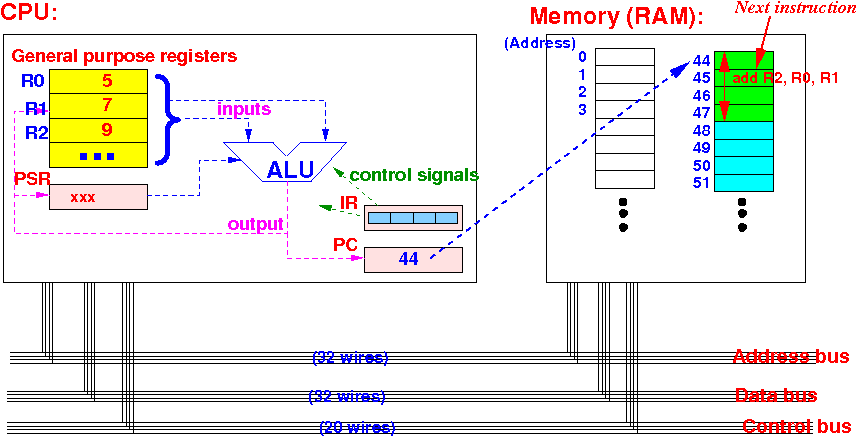 CPU:
Memory (RAM):
Next instruction
(Address)
General purpose registers
R0 5
R1 7
R2 9
inputs
ALU
PSR
xxx
control signals
IR
output
PC
44
0
1
2
3
44
45 add R2, R0, R1
46
47
48
49
50
51
(32 wires) Address bus
(32 wires) Data bus
(20 wires) Control bus